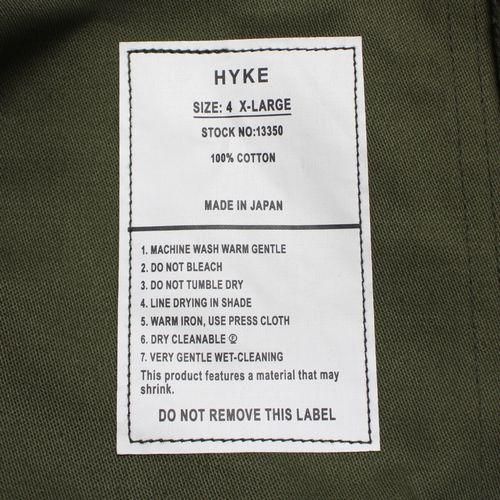 HYKE
SIZE: 4 X-LARGE
STOCK NO:13350
100% COTTON
MADE IN JAPAN
1. MACHINE WASH WARM GENTLE
2. DO NOT BLEACH
3. DO NOT TUMBLE DRY
4. LINE DRYING IN SHADE
5. WARM IRON, USE PRESS CLOTH
6. DRY CLEANABLE Ⓟ
7. VERY GENTLE WET-CLEANING
This product features a material that may
shrink.
DO NOT REMOVE THIS LABEL